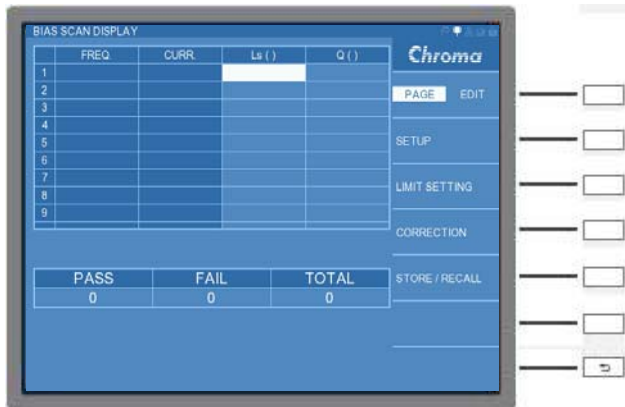 BIAS SCAN DISPLAY
FREQ. CURR. Ls ( ) Q ( )
1
2
3
4
5
6
7
8
9
PASS FAIL TOTAL
0 0 0
Chroma
PAGE EDIT
SETUP
LIMIT SETTING
CORRECTION
STORE / RECALL